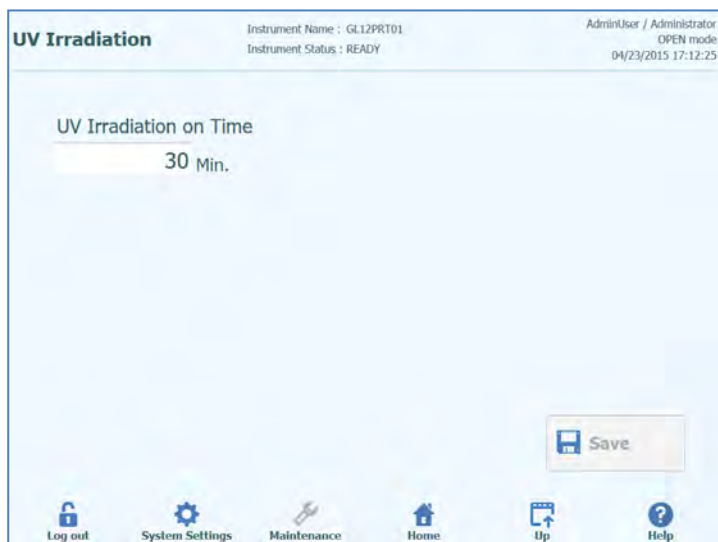 UV Irradiation
Instrument Name : GL12PRT01
Instrument Status : READY
AdminUser / Administrator
OPEN mode
04/23/2015 17:12:25
UV Irradiation on Time
30 Min.
Save
Log out System Settings Maintenance Home Up Help